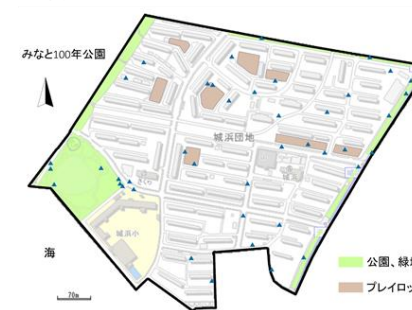 みなと100年公園
城浜団地
城浜小
海
公園、緑
プレイロッ
70m